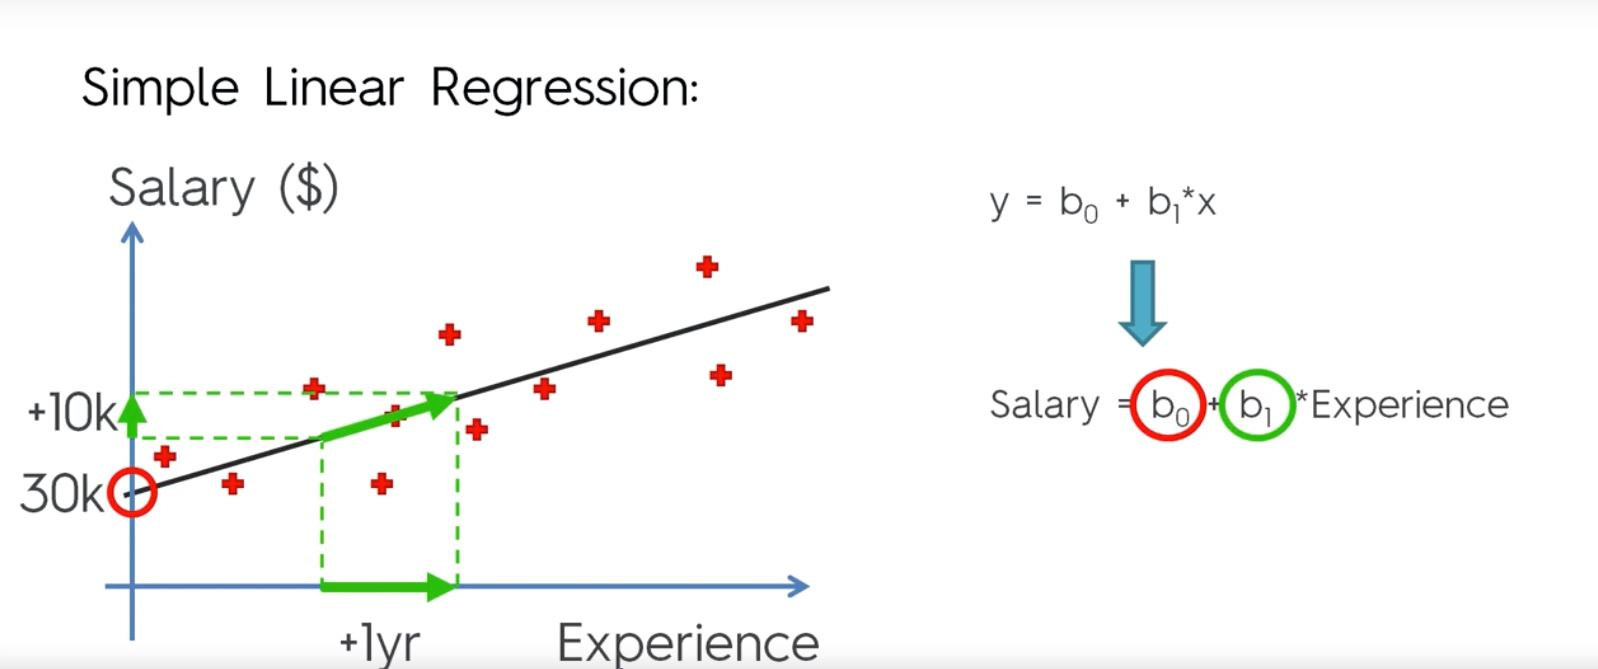 Simple Linear Regression:
Salary ($)
y = b₀ + b₁*x
+10k
Salary = b₀ + b₁ *Experience
30k
+1yr
Experience